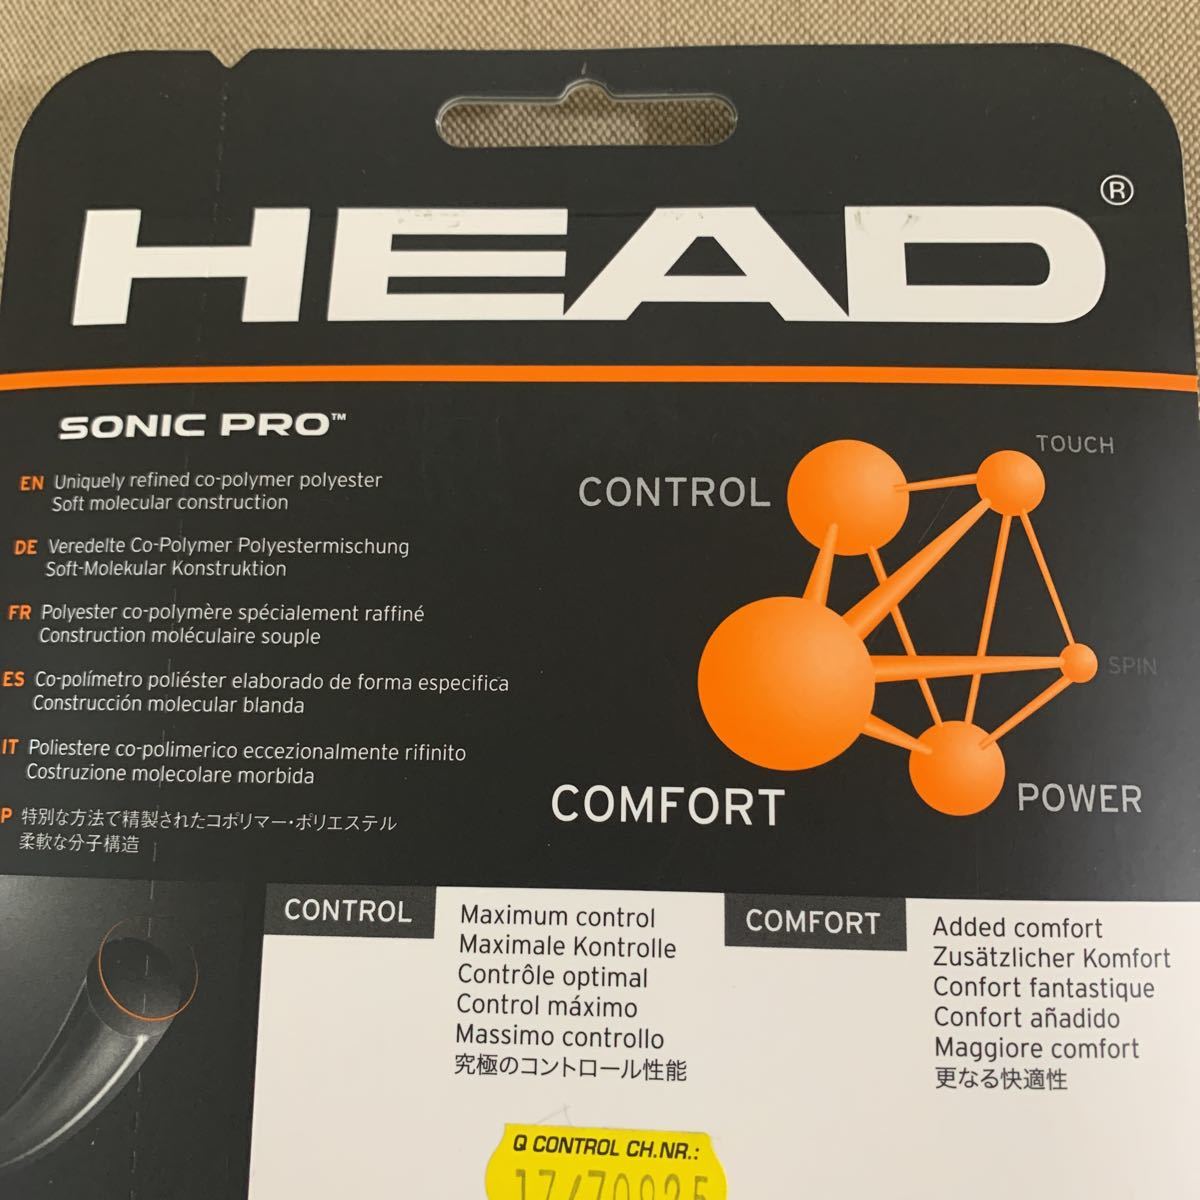 HEAD®
SONIC PRO™
EN Uniquely refined co-polymer polyester
Soft molecular construction
DE Veredelte Co-Polymer Polyestermischung
Soft-Molekular Konstruktion
FR Polyester co-polymère spécialement raffiné
Construction moléculaire souple
ES Co-polímetro poliéster elaborado de forma especifica
Construcción molecular blanda
IT Poliestere co-polimerico eccezionalmente rifinito
Costruzione molecolare morbida
P 特別な方法で精製されたコポリマー・ポリエステル
柔軟な分子構造
TOUCH
CONTROL
SPIN
COMFORT
POWER
CONTROL
Maximum control
Maximale Kontrolle
Contrôle optimal
Control máximo
Massimo controllo
究極のコントロール性能
COMFORT
Added comfort
Zusätzlicher Komfort
Confort fantastique
Confort añadido
Maggiore comfort
更なる快適性
Q CONTROL CH.NR.: